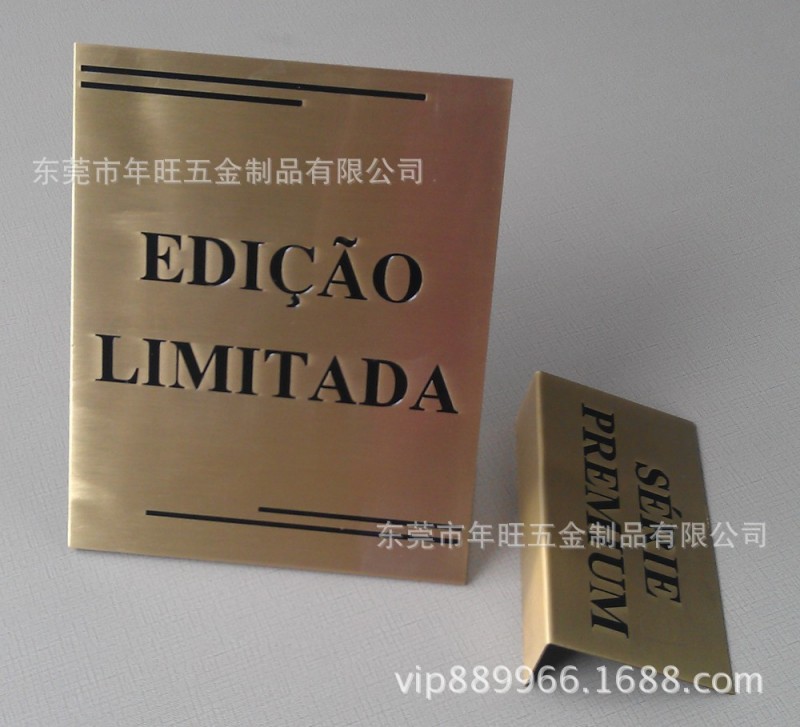 东莞市年旺五金制品有限公司
EDIÇÃO
LIMITADA
SÉRIE
PREMIUM
东莞市年旺五金制品有限公司
vip889966.1688.com